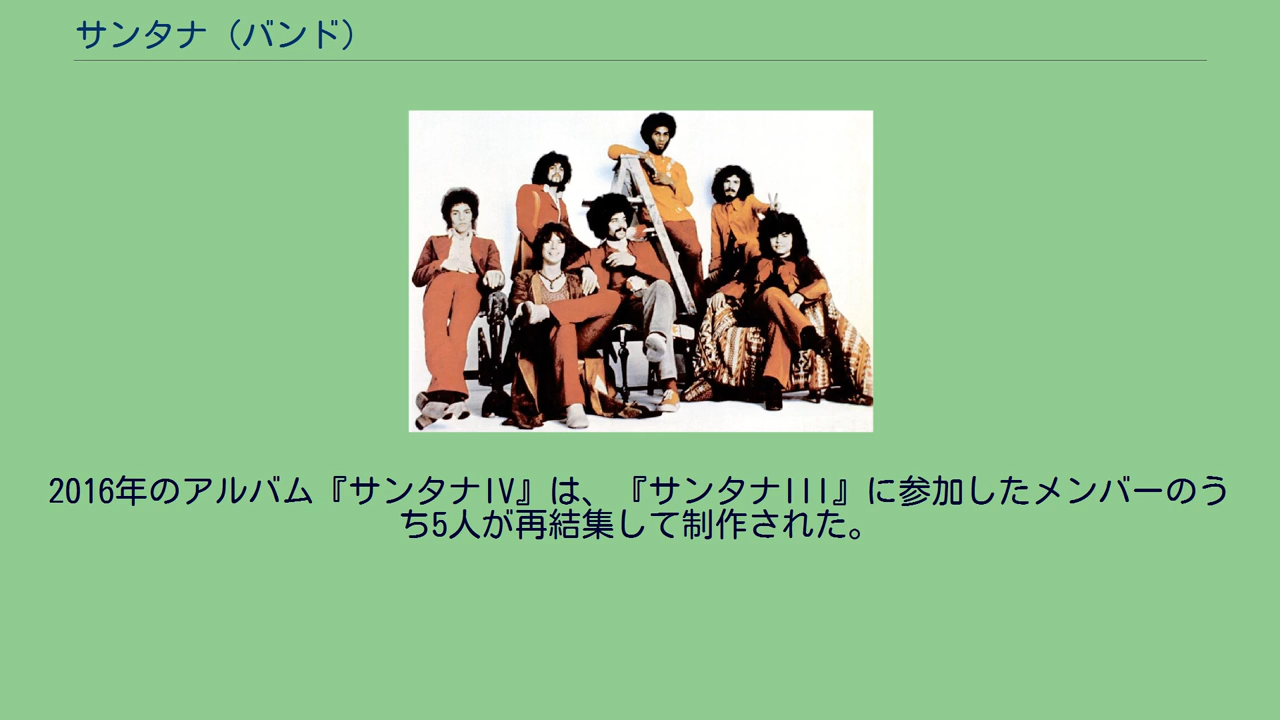 サンタナ（バンド）
2016年のアルバム『サンタナIV』は、『サンタナIII』に参加したメンバーのう
ち5人が再結集して制作された。